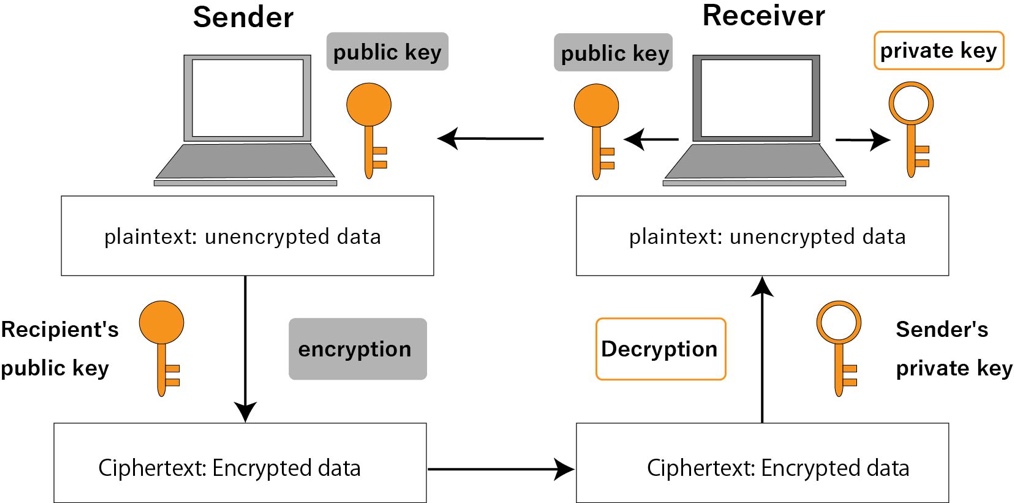 Sender
Receiver
public key
public key
private key
plaintext: unencrypted data
plaintext: unencrypted data
Recipient's
public key
encryption
Decryption
Sender's
private key
Ciphertext: Encrypted data
Ciphertext: Encrypted data